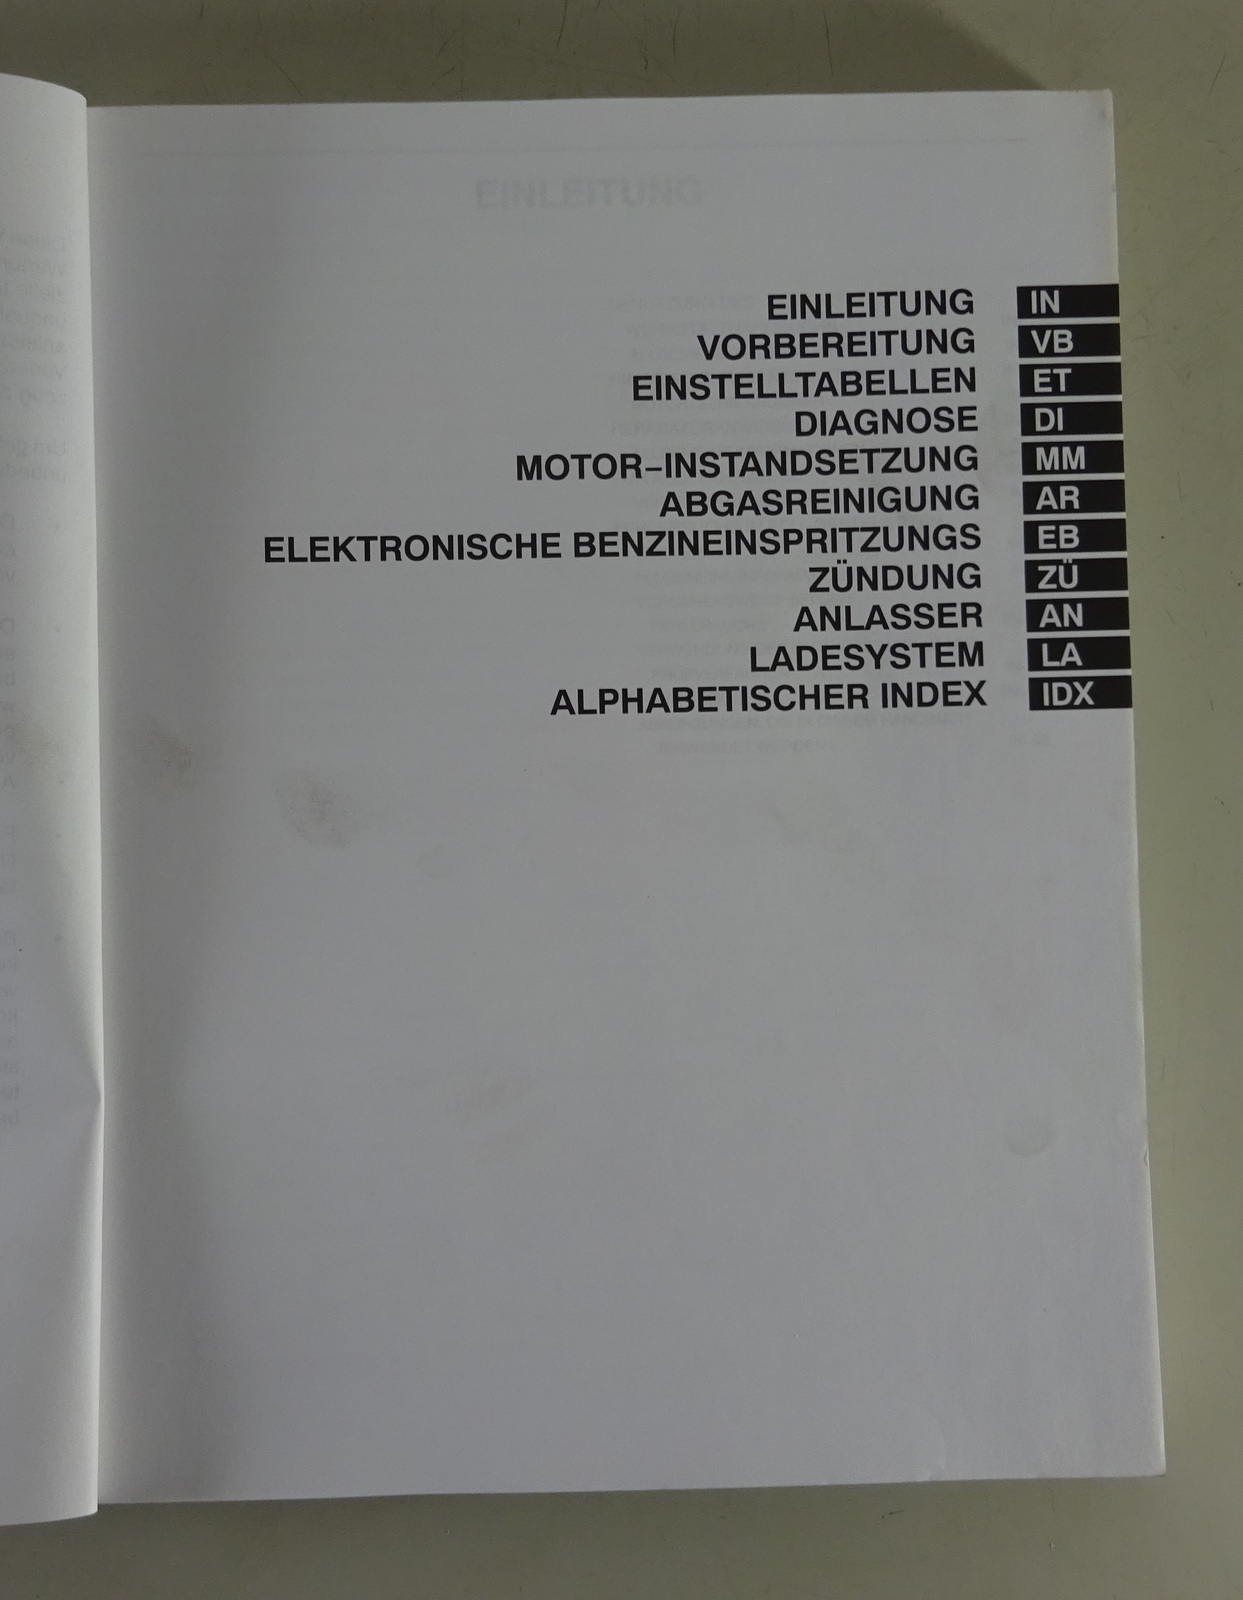 EINLEITUNG
EINLEITUNG IN
VORBEREITUNG VB
EINSTELLTABELLEN ET
DIAGNOSE DI
MOTOR–INSTANDSETZUNG MM
ABGASREINIGUNG AR
ELEKTRONISCHE BENZINEINSPRITZUNGS EB
ZÜNDUNG ZÜ
ANLASSER AN
LADESYSTEM LA
ALPHABETISCHER INDEX IDX